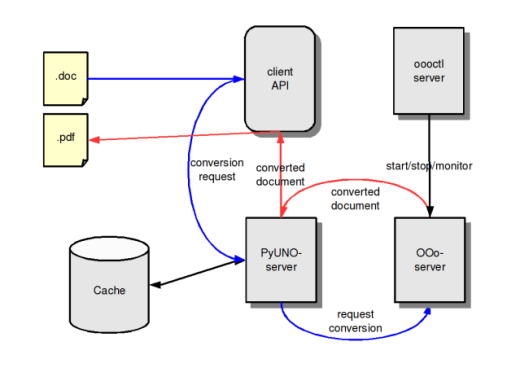 .doc
client
API
oooctl
server
.pdf
conversion
request
converted
document
start/stop/monitor
converted
document
PyUNO-
server
OOo-
server
Cache
request
conversion